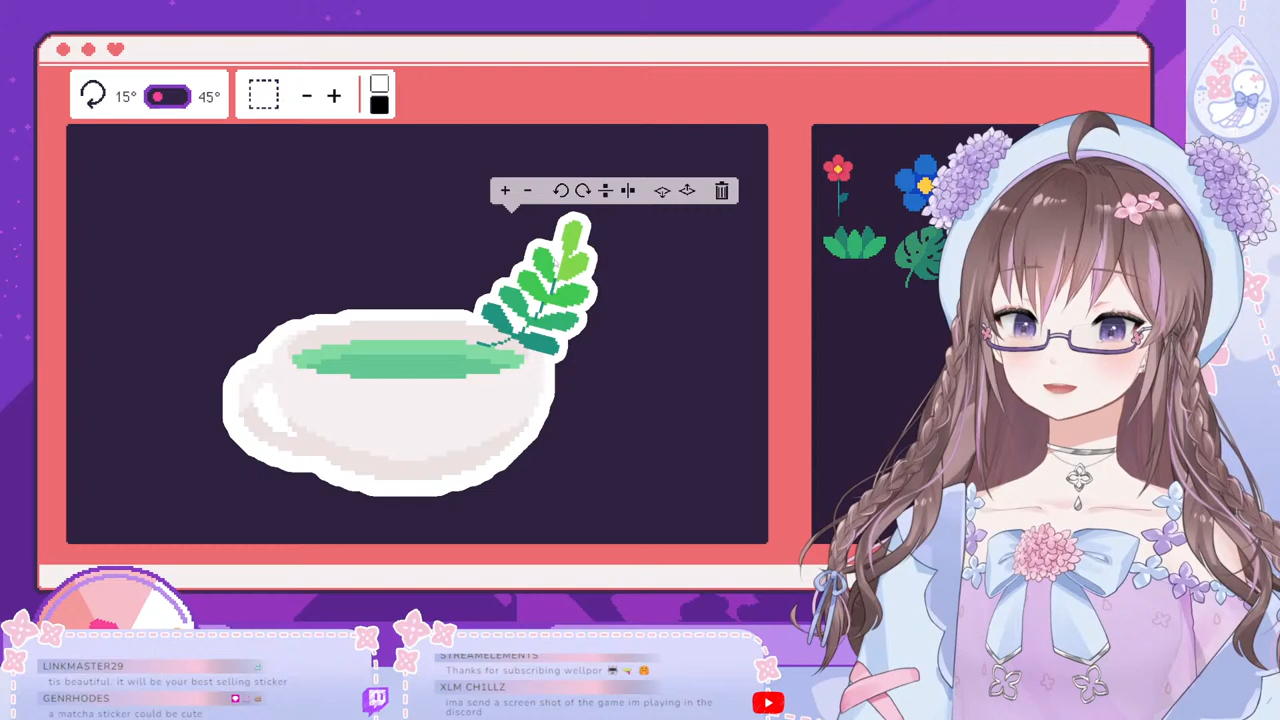 15° 45°
- +
+ -
LINKMASTER29
tis beautiful. it will be your best selling sticker
GENRHODES
a matcha sticker could be cute
STREAMELEMENTS
Thanks for subscribing wellpor
XLM CH1LLZ
ima send a screen shot of the game im playing in the
discord